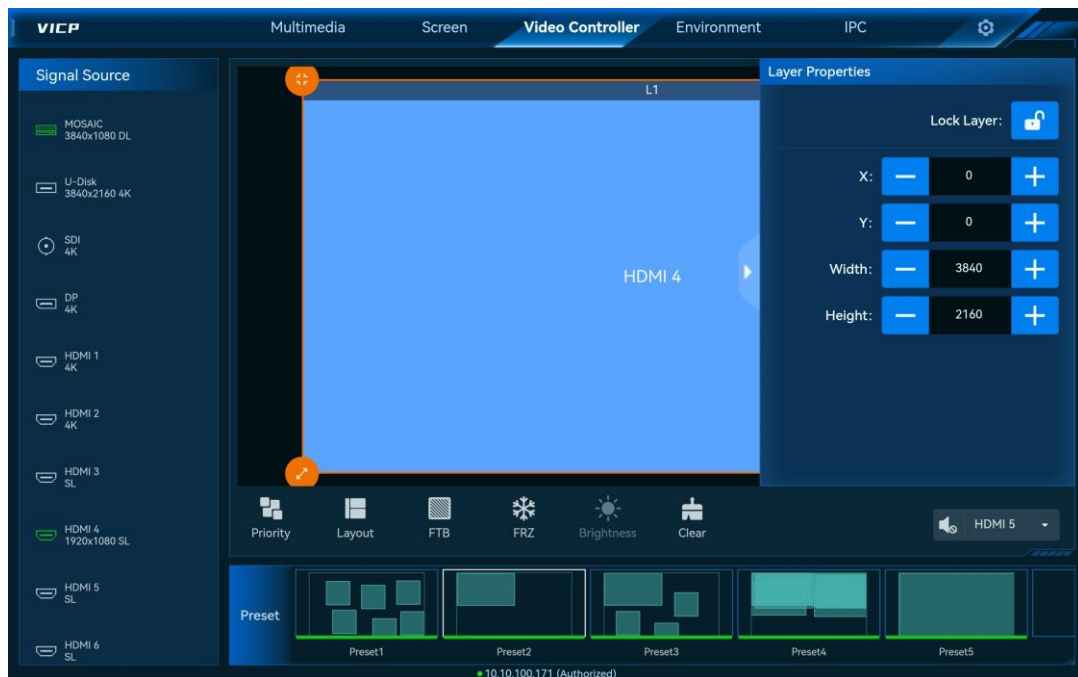 VICP
Multimedia
Screen
Video Controller
Environment
IPC
Signal Source
MOSAIC
3840x1080 DL
U-Disk
3840x2160 4K
SDI
4K
DP
4K
HDMI 1
4K
HDMI 2
4K
HDMI 3
SL
HDMI 4
1920x1080 SL
HDMI 5
SL
HDMI 6
SL
L1
HDMI 4
Layer Properties
Lock Layer:
X:
0
Y:
0
Width:
3840
Height:
2160
Priority
Layout
FTB
FRZ
Brightness
Clear
HDMI 5
Preset
Preset1
Preset2
Preset3
Preset4
Preset5
10.10.100.171 (Authorized)